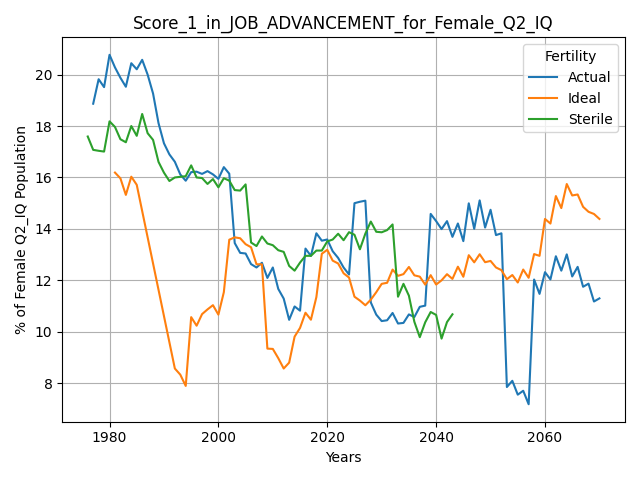 Score_1_in_JOB_ADVANCEMENT_for_Female_Q2_IQ
Fertility
Actual
Ideal
Sterile
% of Female Q2_IQ Population
20
18
16
14
12
10
8
1980
2000
2020
2040
2060
Years